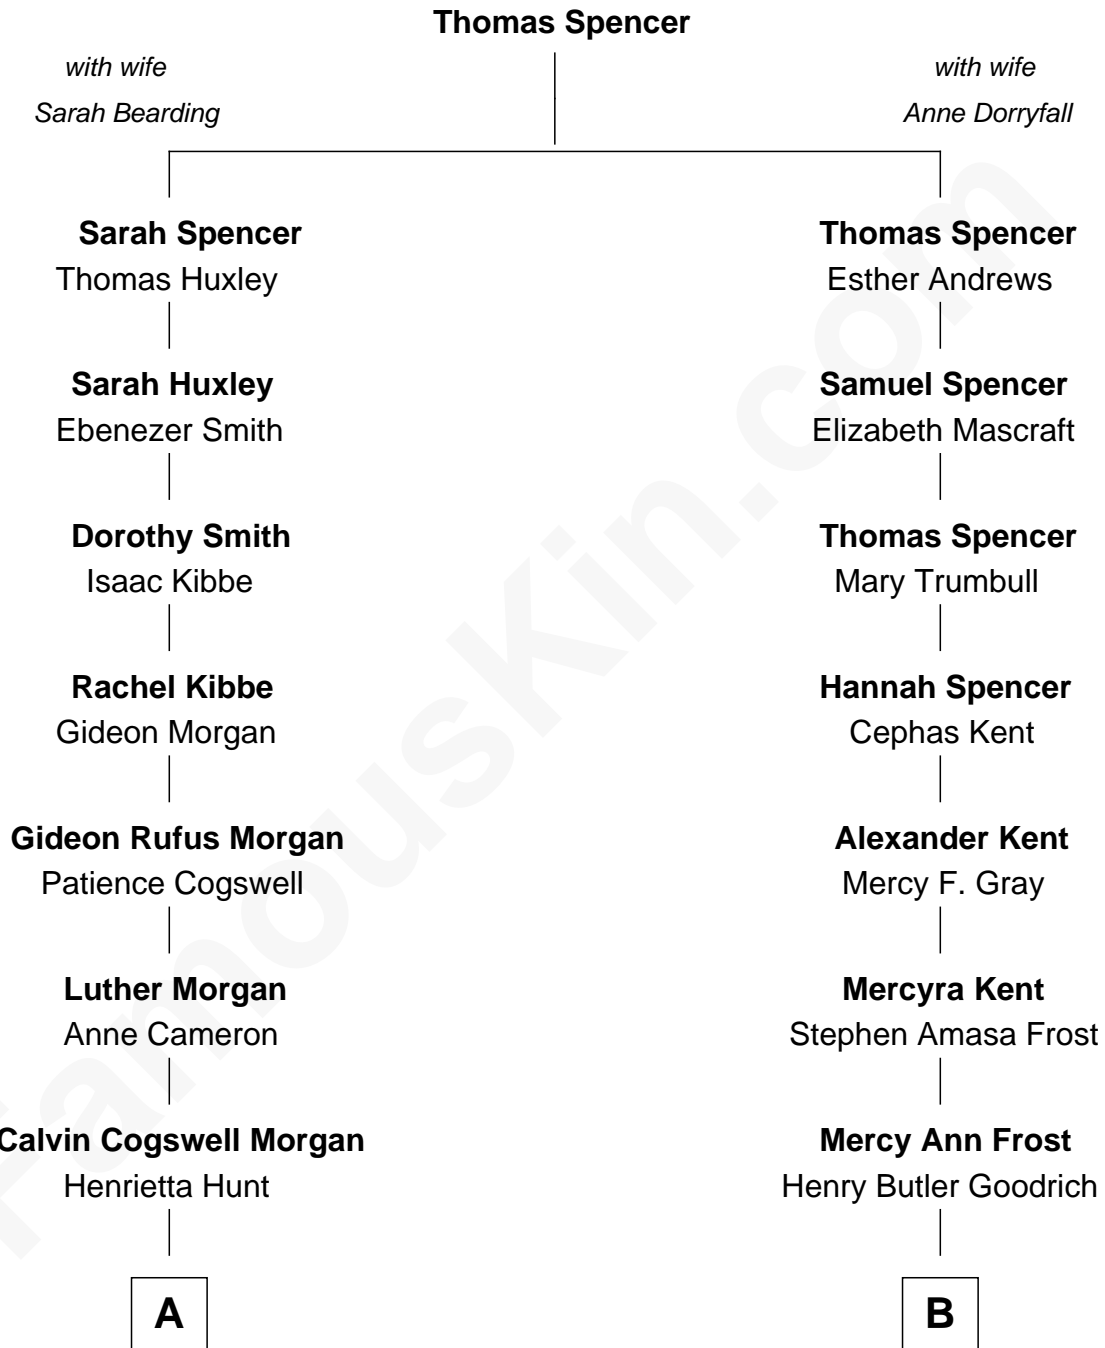 Thomas Spencer
with wife
Sarah Bearding
with wife
Anne Dorryfall
Sarah Spencer
Thomas Huxley
Thomas Spencer
Esther Andrews
Sarah Huxley
Ebenezer Smith
Samuel Spencer
Elizabeth Mascraft
Dorothy Smith
Isaac Kibbe
Thomas Spencer
Mary Trumbull
Rachel Kibbe
Gideon Morgan
Hannah Spencer
Cephas Kent
Gideon Rufus Morgan
Patience Cogswell
Alexander Kent
Mercy F. Gray
Luther Morgan
Anne Cameron
Mercyra Kent
Stephen Amasa Frost
Calvin Cogswell Morgan
Henrietta Hunt
Mercy Ann Frost
Henry Butler Goodrich
A
B
FamousKin.com